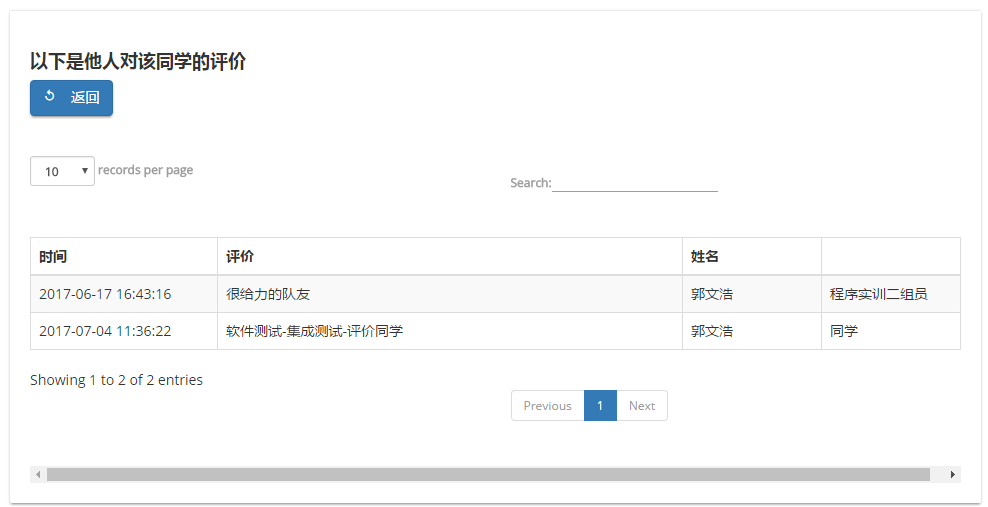 以下是他人对该同学的评价
返回
10 records per page
Search:
时间 评价 姓名
2017-06-17 16:43:16 很给力的队友 郭文浩 程序实训二组员
2017-07-04 11:36:22 软件测试-集成测试-评价同学 郭文浩 同学
Showing 1 to 2 of 2 entries
Previous 1 Next